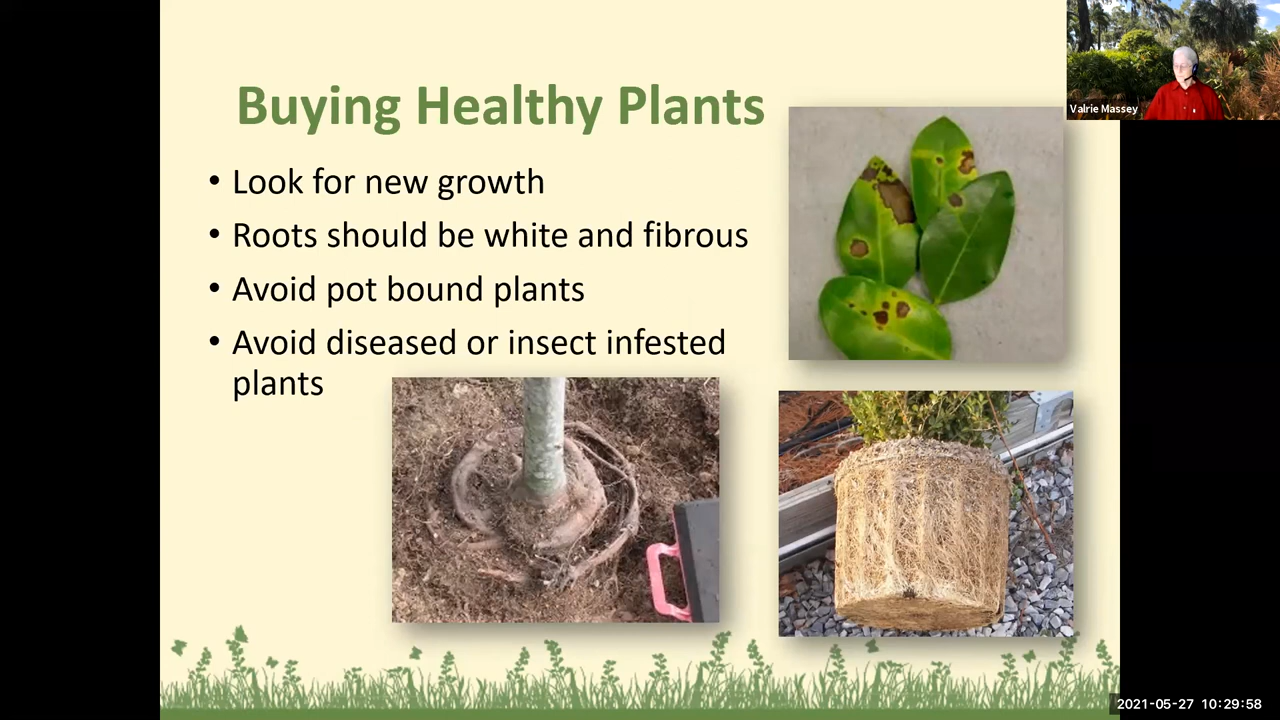 Buying Healthy Plants
• Look for new growth
• Roots should be white and fibrous
• Avoid pot bound plants
• Avoid diseased or insect infested
plants
Valrie Massey
2021-05-27 10:29:58